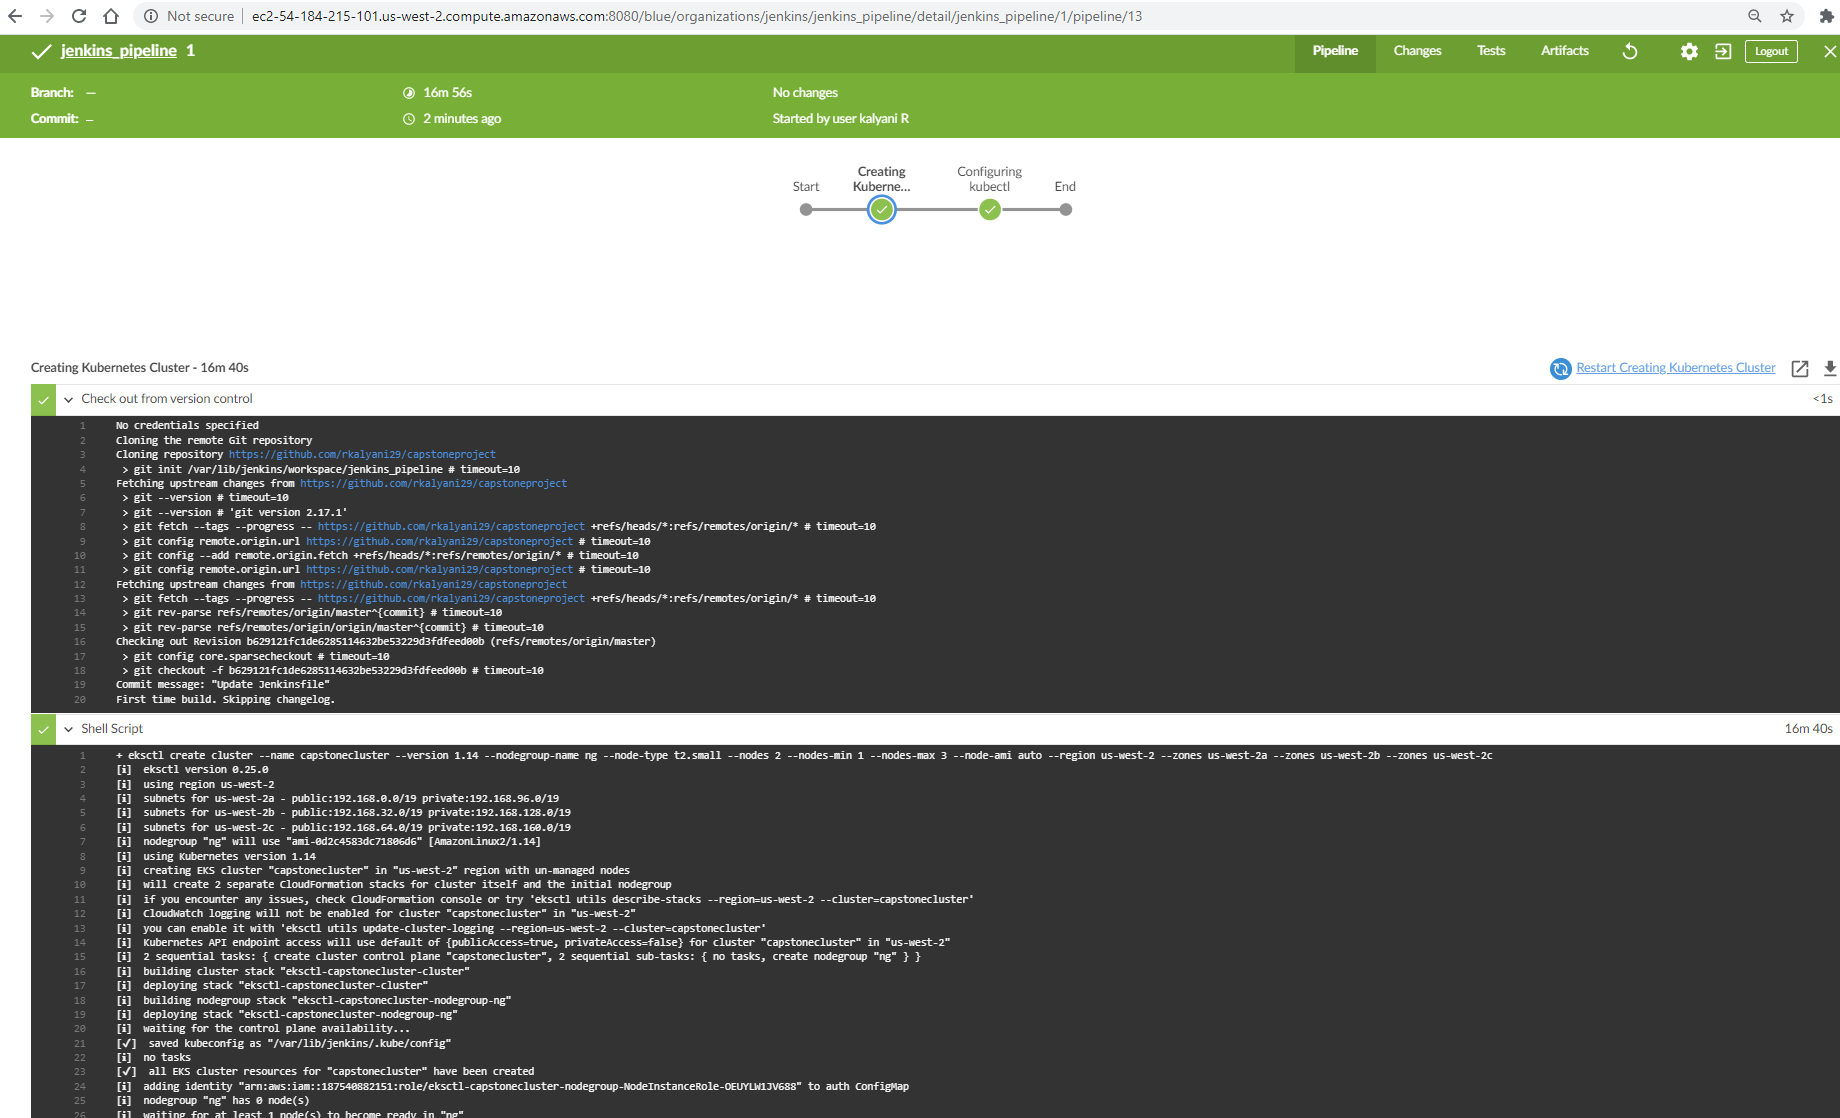 Not secure | ec2-54-184-215-101.us-west-2.compute.amazonaws.com:8080/blue/organizations/jenkins/jenkins_pipeline/detail/jenkins_pipeline/1/pipeline/13
jenkins_pipeline 1
Pipeline Changes Tests Artifacts Logout
Branch: — 16m 56s No changes
Commit: — 2 minutes ago Started by user kalyani R
Start Creating Kuberne... Configuring kubectl End
Creating Kubernetes Cluster - 16m 40s Restart Creating Kubernetes Cluster
Check out from version control <1s
1 No credentials specified
2 Cloning the remote Git repository
3 Cloning repository https://github.com/rkalyani29/capstoneproject
4 > git init /var/lib/jenkins/workspace/jenkins_pipeline # timeout=10
5 Fetching upstream changes from https://github.com/rkalyani29/capstoneproject
6 > git --version # timeout=10
7 > git --version # 'git version 2.17.1'
8 > git fetch --tags --progress -- https://github.com/rkalyani29/capstoneproject +refs/heads/*:refs/remotes/origin/* # timeout=10
9 > git config remote.origin.url https://github.com/rkalyani29/capstoneproject # timeout=10
10 > git config --add remote.origin.fetch +refs/heads/*:refs/remotes/origin/* # timeout=10
11 > git config remote.origin.url https://github.com/rkalyani29/capstoneproject # timeout=10
12 Fetching upstream changes from https://github.com/rkalyani29/capstoneproject
13 > git fetch --tags --progress -- https://github.com/rkalyani29/capstoneproject +refs/heads/*:refs/remotes/origin/* # timeout=10
14 > git rev-parse refs/remotes/origin/master^{commit} # timeout=10
15 > git rev-parse refs/remotes/origin/origin/master^{commit} # timeout=10
16 Checking out Revision b629121fc1de6285114632be53229d3fdfeed00b (refs/remotes/origin/master)
17 > git config core.sparsecheckout # timeout=10
18 > git checkout -f b629121fc1de6285114632be53229d3fdfeed00b # timeout=10
19 Commit message: "Update Jenkinsfile"
20 First time build. Skipping changelog.
Shell Script 16m 40s
1 + eksctl create cluster --name capstonecluster --version 1.14 --nodegroup-name ng --node-type t2.small --nodes 2 --nodes-min 1 --nodes-max 3 --node-ami auto --region us-west-2 --zones us-west-2a --zones us-west-2b --zones us-west-2c
2 [ℹ] eksctl version 0.25.0
3 [ℹ] using region us-west-2
4 [ℹ] subnets for us-west-2a - public:192.168.0.0/19 private:192.168.96.0/19
5 [ℹ] subnets for us-west-2b - public:192.168.32.0/19 private:192.168.128.0/19
6 [ℹ] subnets for us-west-2c - public:192.168.64.0/19 private:192.168.160.0/19
7 [ℹ] nodegroup "ng" will use "ami-0d2c4583dc71806d6" [AmazonLinux2/1.14]
8 [ℹ] using Kubernetes version 1.14
9 [ℹ] creating EKS cluster "capstonecluster" in "us-west-2" region with un-managed nodes
10 [ℹ] will create 2 separate CloudFormation stacks for cluster itself and the initial nodegroup
11 [ℹ] if you encounter any issues, check CloudFormation console or try 'eksctl utils describe-stacks --region=us-west-2 --cluster=capstonecluster'
12 [ℹ] CloudWatch logging will not be enabled for cluster "capstonecluster" in "us-west-2"
13 [ℹ] you can enable it with 'eksctl utils update-cluster-logging --region=us-west-2 --cluster=capstonecluster'
14 [ℹ] Kubernetes API endpoint access will use default of {publicAccess=true, privateAccess=false} for cluster "capstonecluster" in "us-west-2"
15 [ℹ] 2 sequential tasks: { create cluster control plane "capstonecluster", 2 sequential sub-tasks: { no tasks, create nodegroup "ng" } }
16 [ℹ] building cluster stack "eksctl-capstonecluster-cluster"
17 [ℹ] deploying stack "eksctl-capstonecluster-cluster"
18 [ℹ] building nodegroup stack "eksctl-capstonecluster-nodegroup-ng"
19 [ℹ] deploying stack "eksctl-capstonecluster-nodegroup-ng"
20 [ℹ] waiting for the control plane availability...
21 [✔] saved kubeconfig as "/var/lib/jenkins/.kube/config"
22 [ℹ] no tasks
23 [✔] all EKS cluster resources for "capstonecluster" have been created
24 [ℹ] adding identity "arn:aws:iam::187540882151:role/eksctl-capstonecluster-nodegroup-NodeInstanceRole-OEUYLW1JV688" to auth ConfigMap
25 [ℹ] nodegroup "ng" has 0 node(s)
26 [ℹ] waiting for at least 1 node(s) to become ready in "ng"